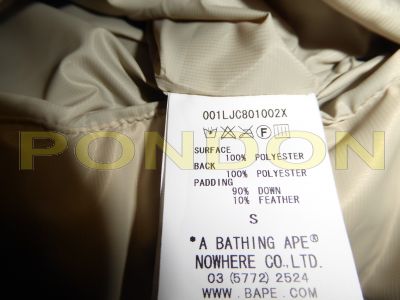 001LJC801002X
F
SURFACE
100% POLYESTER
BACK
100% POLYESTER
PADDING
90% DOWN
10% FEATHER
S
"A BATHING APE®
NOWHERE CO., LTD.
03 (5772) 2524
WWW.BAPE.COM
PONDON